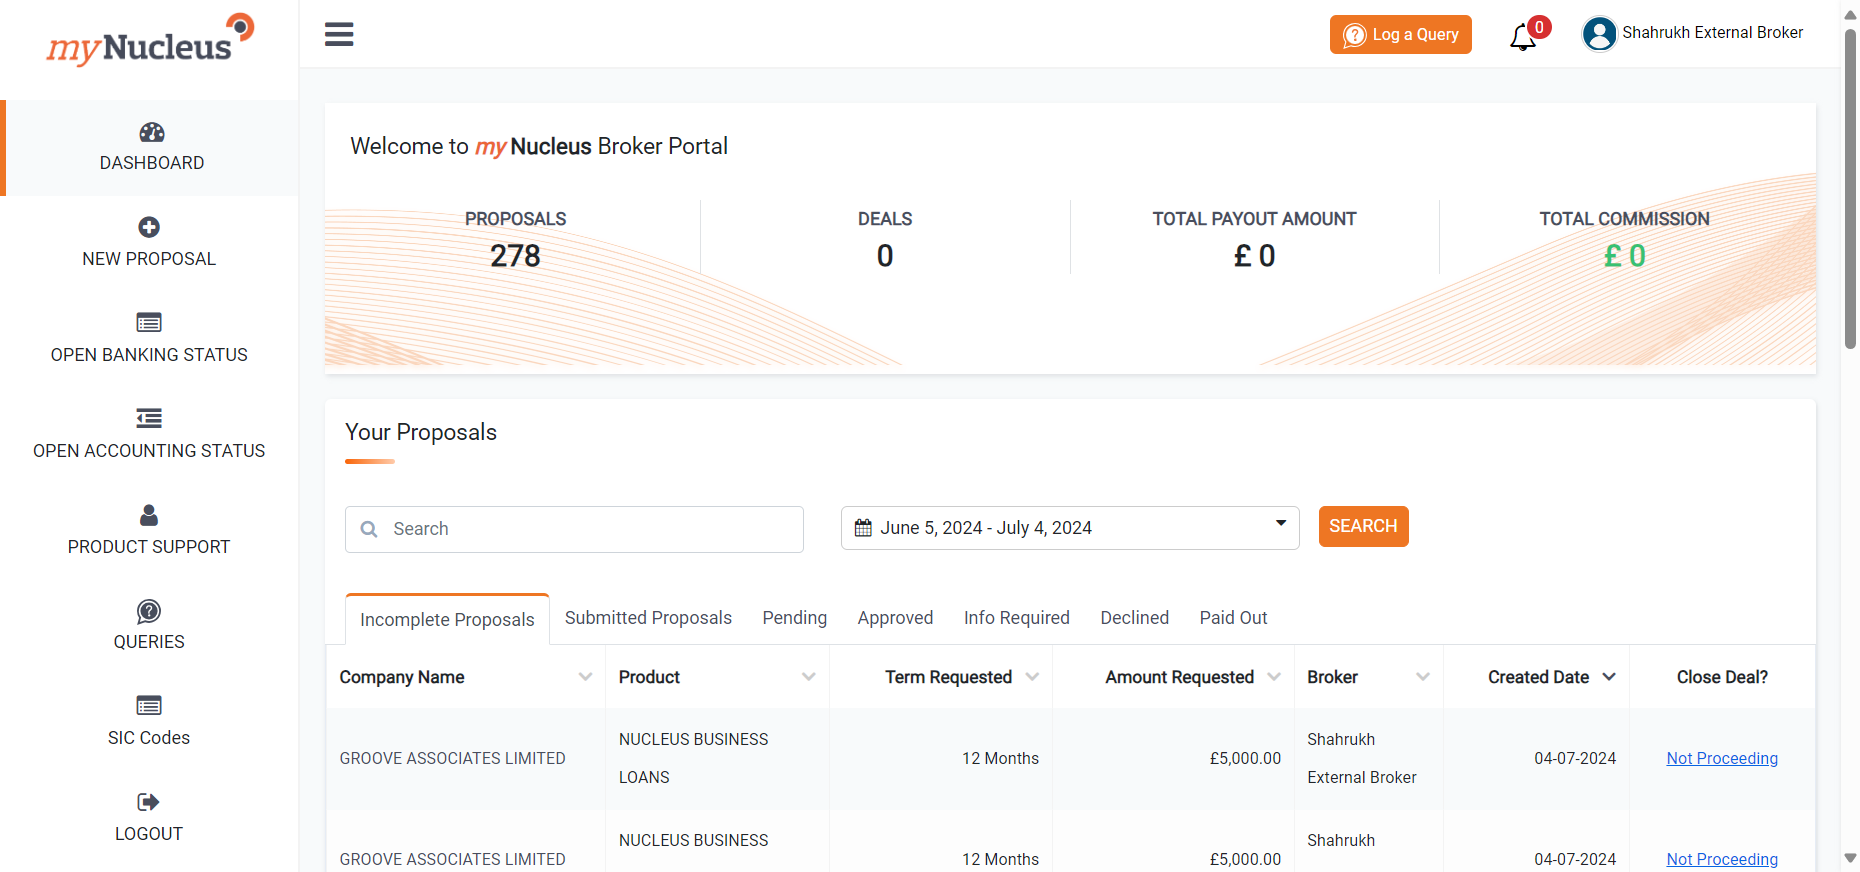 myNucleus
Log a Query
0
Shahrukh External Broker
DASHBOARD
NEW PROPOSAL
OPEN BANKING STATUS
OPEN ACCOUNTING STATUS
PRODUCT SUPPORT
QUERIES
SIC Codes
LOGOUT
Welcome to my Nucleus Broker Portal
PROPOSALS
278
DEALS
0
TOTAL PAYOUT AMOUNT
£ 0
TOTAL COMMISSION
£ 0
Your Proposals
Search
June 5, 2024 - July 4, 2024
SEARCH
Incomplete Proposals Submitted Proposals Pending Approved Info Required Declined Paid Out
Company Name Product Term Requested Amount Requested Broker Created Date Close Deal?
GROOVE ASSOCIATES LIMITED
NUCLEUS BUSINESS
LOANS
12 Months
£5,000.00
Shahrukh
External Broker
04-07-2024
Not Proceeding
GROOVE ASSOCIATES LIMITED
NUCLEUS BUSINESS
12 Months
£5,000.00
Shahrukh
04-07-2024
Not Proceeding